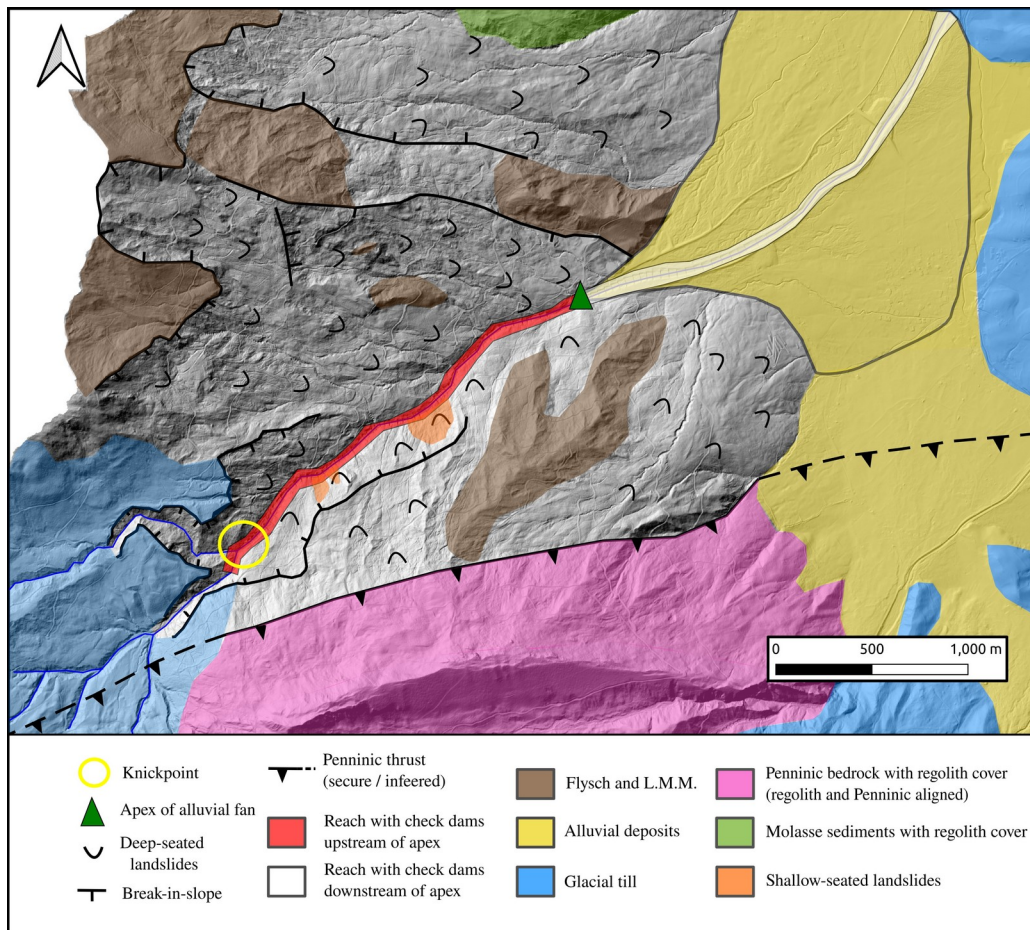 0 500 1,000 m
Knickpoint
Apex of alluvial fan
Deep-seated
landslides
Break-in-slope
Penninic thrust
(secure / infeered)
Reach with check dams
upstream of apex
Reach with check dams
downstream of apex
Flysch and L.M.M.
Alluvial deposits
Glacial till
Penninic bedrock with regolith cover
(regolith and Penninic aligned)
Molasse sediments with regolith cover
Shallow-seated landslides